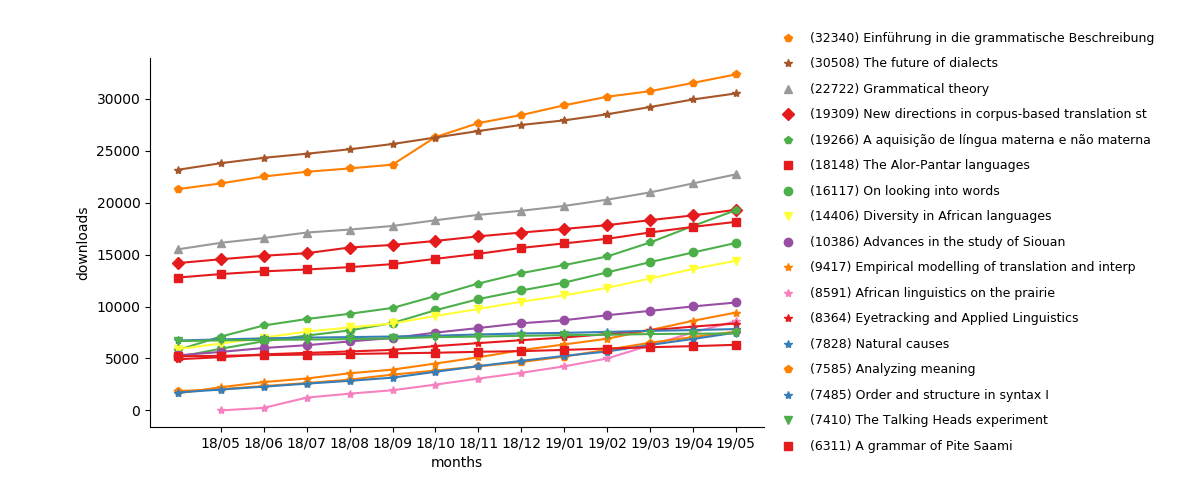 downloads
30000
25000
20000
15000
10000
5000
0
18/05 18/06 18/07 18/08 18/09 18/10 18/11 18/12 19/01 19/02 19/03 19/04 19/05
months
(32340) Einführung in die grammatische Beschreibung
(30508) The future of dialects
(22722) Grammatical theory
(19309) New directions in corpus-based translation st
(19266) A aquisição de língua materna e não materna
(18148) The Alor-Pantar languages
(16117) On looking into words
(14406) Diversity in African languages
(10386) Advances in the study of Siouan
(9417) Empirical modelling of translation and interp
(8591) African linguistics on the prairie
(8364) Eyetracking and Applied Linguistics
(7828) Natural causes
(7585) Analyzing meaning
(7485) Order and structure in syntax I
(7410) The Talking Heads experiment
(6311) A grammar of Pite Saami